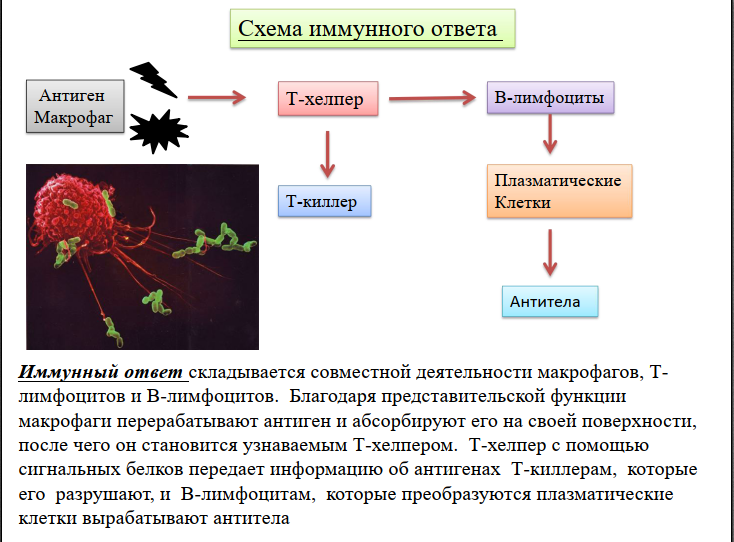 Схема иммунного ответа
Антиген
Макрофаг
Т-хелпер
В-лимфоциты
Т-киллер
Плазматические
Клетки
Антитела
Иммунный ответ складывается совместной деятельности макрофагов, Т-
лимфоцитов и В-лимфоцитов. Благодаря представительской функции
макрофаги перерабатывают антиген и абсорбируют его на своей поверхности,
после чего он становится узнаваемым Т-хелпером. Т-хелпер с помощью
сигнальных белков передает информацию об антигенах Т-киллерам, которые
его разрушают, и В-лимфоцитам, которые преобразуются плазматические
клетки вырабатывают антитела